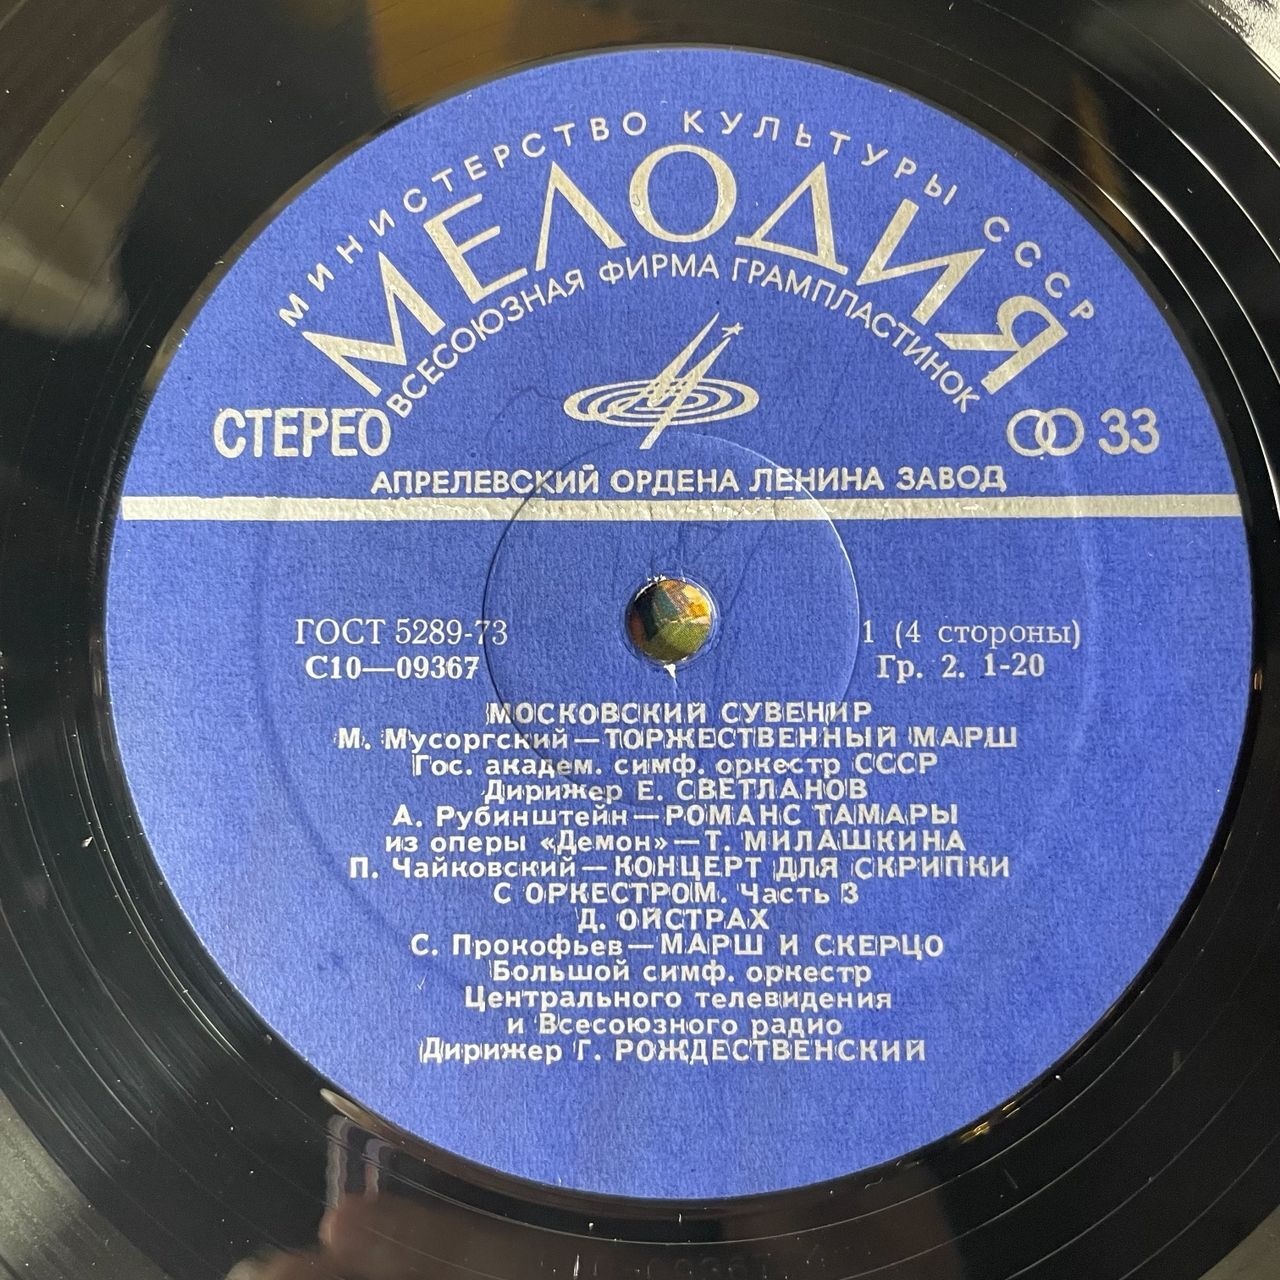 МИНИСТЕРСТВО КУЛЬТУРЫ СССР
МЕЛОДИЯ
ВСЕСОЮЗНАЯ ФИРМА ГРАМПЛАСТИНОК
СТЕРЕО
33
АПРЕЛЕВСКИЙ ОРДЕНА ЛЕНИНА ЗАВОД
ГОСТ 5289-73
1 (4 стороны)
С10—09367
Гр. 2. 1-20
МОСКОВСКИЙ СУВЕНИР
М. Мусоргский—ТОРЖЕСТВЕННЫЙ МАРШ
Гос. академ. симф. оркестр СССР
Дирижер Е. СВЕТЛАНОВ
А. Рубинштейн—РОМАНС ТАМАРЫ
из оперы «Демон»—Т. МИЛАШКИНА
П. Чайковский—КОНЦЕРТ ДЛЯ СКРИПКИ
С ОРКЕСТРОМ. Часть 3
Д. ОЙСТРАХ
С. Прокофьев—МАРШ И СКЕРЦО
Большой симф. оркестр
Центрального телевидения
и Всесоюзного радио
Дирижер Г. РОЖДЕСТВЕНСКИЙ